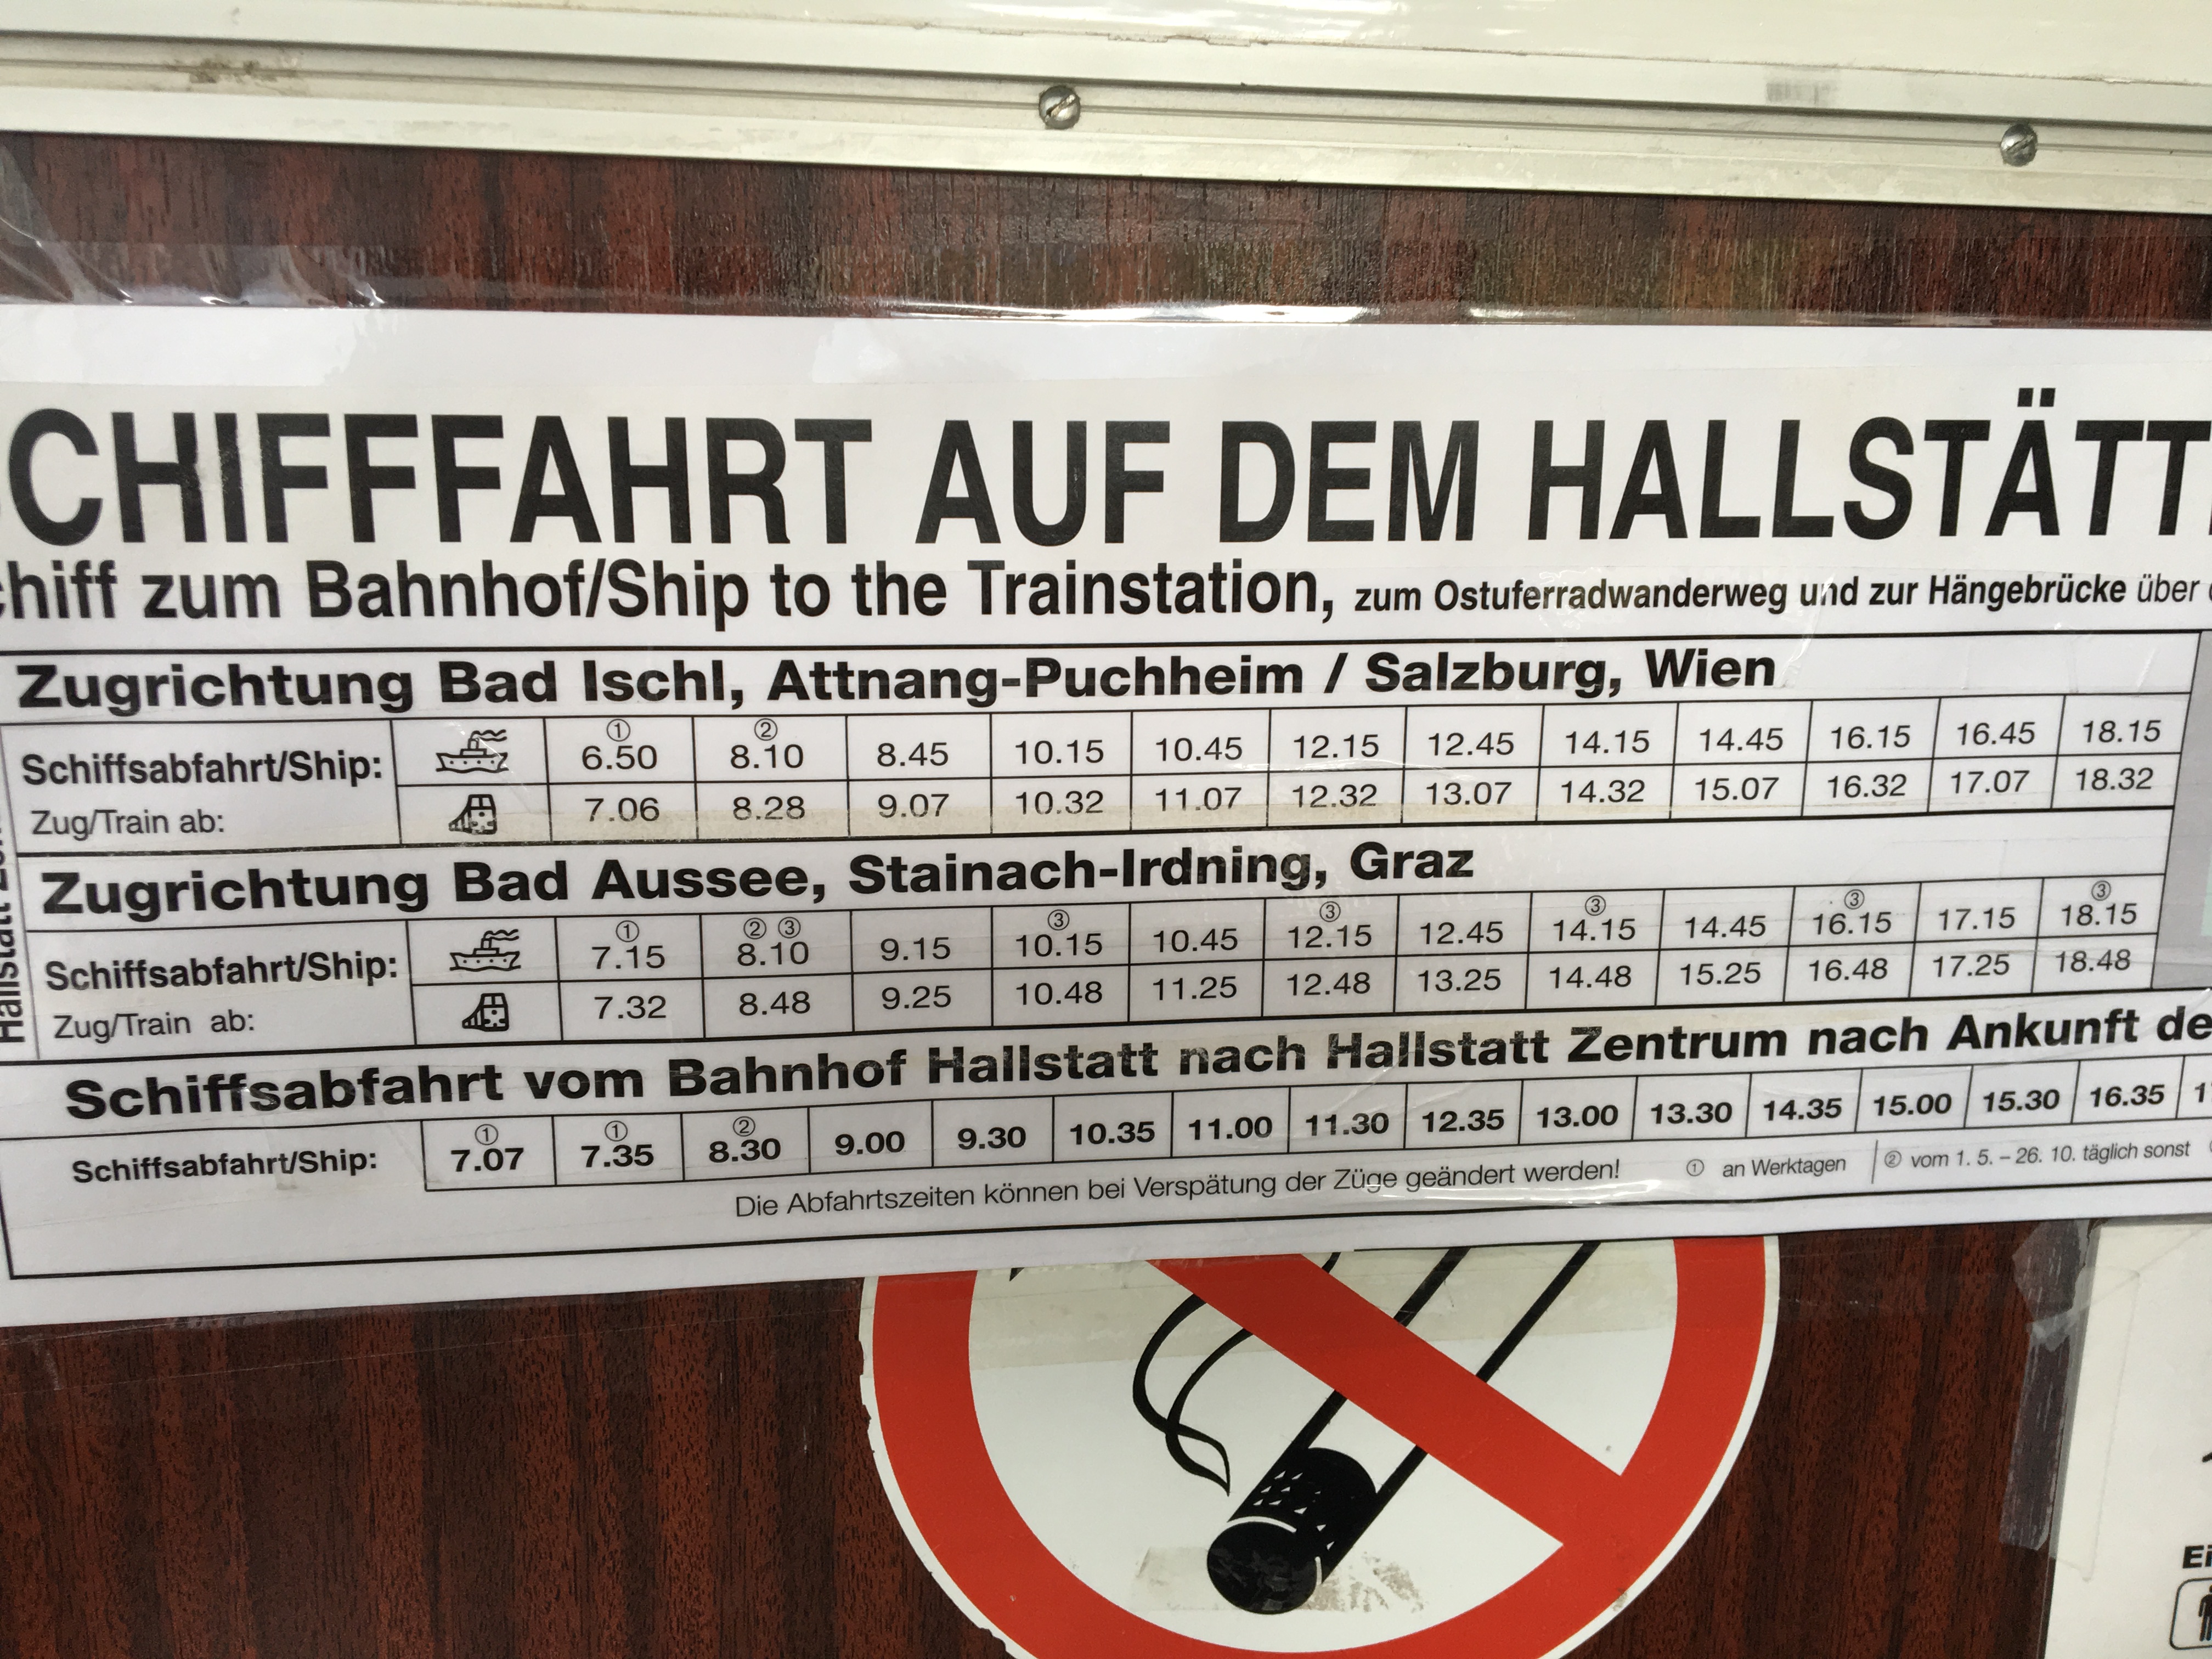 CHIFFFAHRT AUF DEM HALLSTÄTT
chiff zum Bahnhof/Ship to the Trainstation, zum Ostuferradwanderweg und zur Hängebrücke über
Zugrichtung Bad Ischl, Attnang-Puchheim / Salzburg, Wien
① ②
Schiffsabfahrt/Ship: 6.50 8.10 8.45 10.15 10.45 12.15 12.45 14.15 14.45 16.15 16.45 18.15
Zug/Train ab: 7.06 8.28 9.07 10.32 11.07 12.32 13.07 14.32 15.07 16.32 17.07 18.32
Zugrichtung Bad Aussee, Stainach-Irdning, Graz
① ② ③ ③ ③ ③ ③ ③
Schiffsabfahrt/Ship: 7.15 8.10 9.15 10.15 10.45 12.15 12.45 14.15 14.45 16.15 17.15 18.15
Zug/Train ab: 7.32 8.48 9.25 10.48 11.25 12.48 13.25 14.48 15.25 16.48 17.25 18.48
Hallstatt
Schiffsabfahrt vom Bahnhof Hallstatt nach Hallstatt Zentrum nach Ankunft de
① ① ②
Schiffsabfahrt/Ship: 7.07 7.35 8.30 9.00 9.30 10.35 11.00 11.30 12.35 13.00 13.30 14.35 15.00 15.30 16.35 1
Die Abfahrtszeiten können bei Verspätung der Züge geändert werden! ① an Werktagen ② vom 1. 5. – 26. 10. täglich sonst
Ei